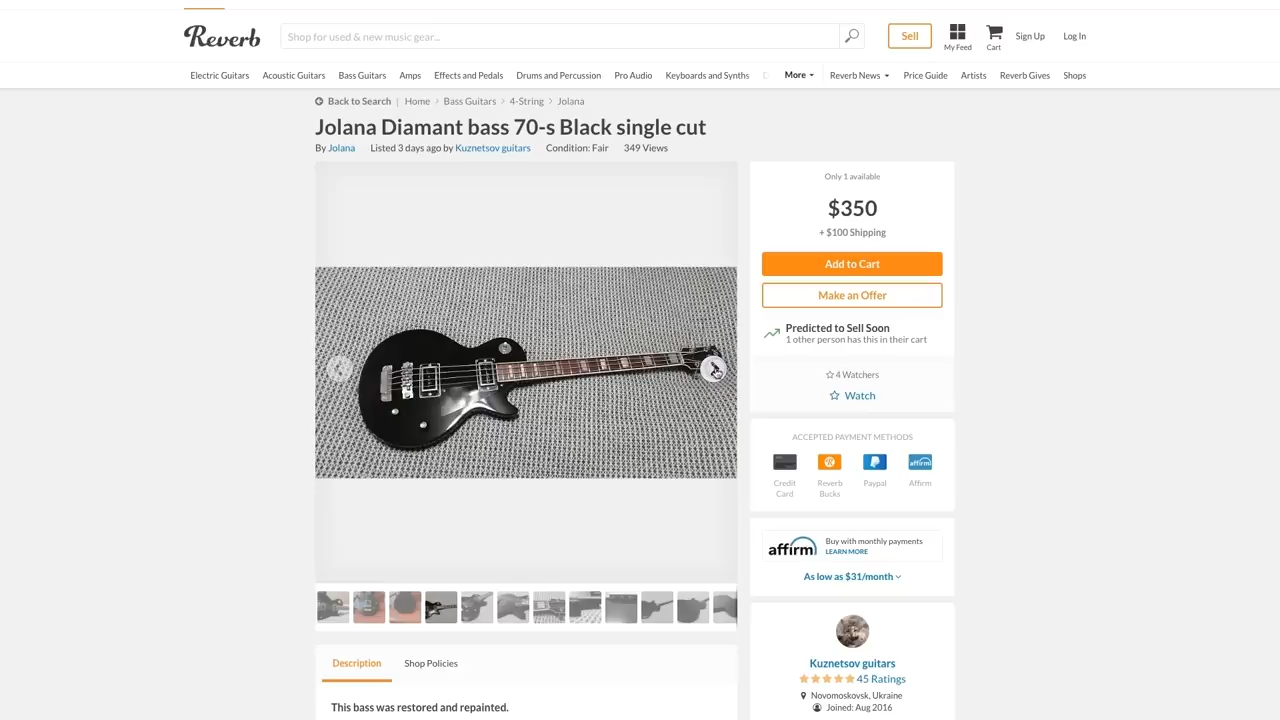 Reverb
Shop for used & new music gear...
Sell
My Feed
Cart
Sign Up
Log In
Electric Guitars
Acoustic Guitars
Bass Guitars
Amps
Effects and Pedals
Drums and Percussion
Pro Audio
Keyboards and Synths
More
Reverb News
Price Guide
Artists
Reverb Gives
Shops
Back to Search | Home > Bass Guitars > 4-String > Jolana
Jolana Diamant bass 70-s Black single cut
By Jolana Listed 3 days ago by Kuznetsov guitars Condition: Fair 349 Views
Only 1 available
$350
+ $100 Shipping
Add to Cart
Make an Offer
Predicted to Sell Soon
1 other person has this in their cart
4 Watchers
Watch
ACCEPTED PAYMENT METHODS
affirm
Credit
Card
Reverb
Bucks
Paypal
Affirm
affirm
Buy with monthly payments
LEARN MORE
As low as $31/month
Kuznetsov guitars
45 Ratings
Novomoskovsk, Ukraine
Joined: Aug 2016
Description
Shop Policies
This bass was restored and repainted.